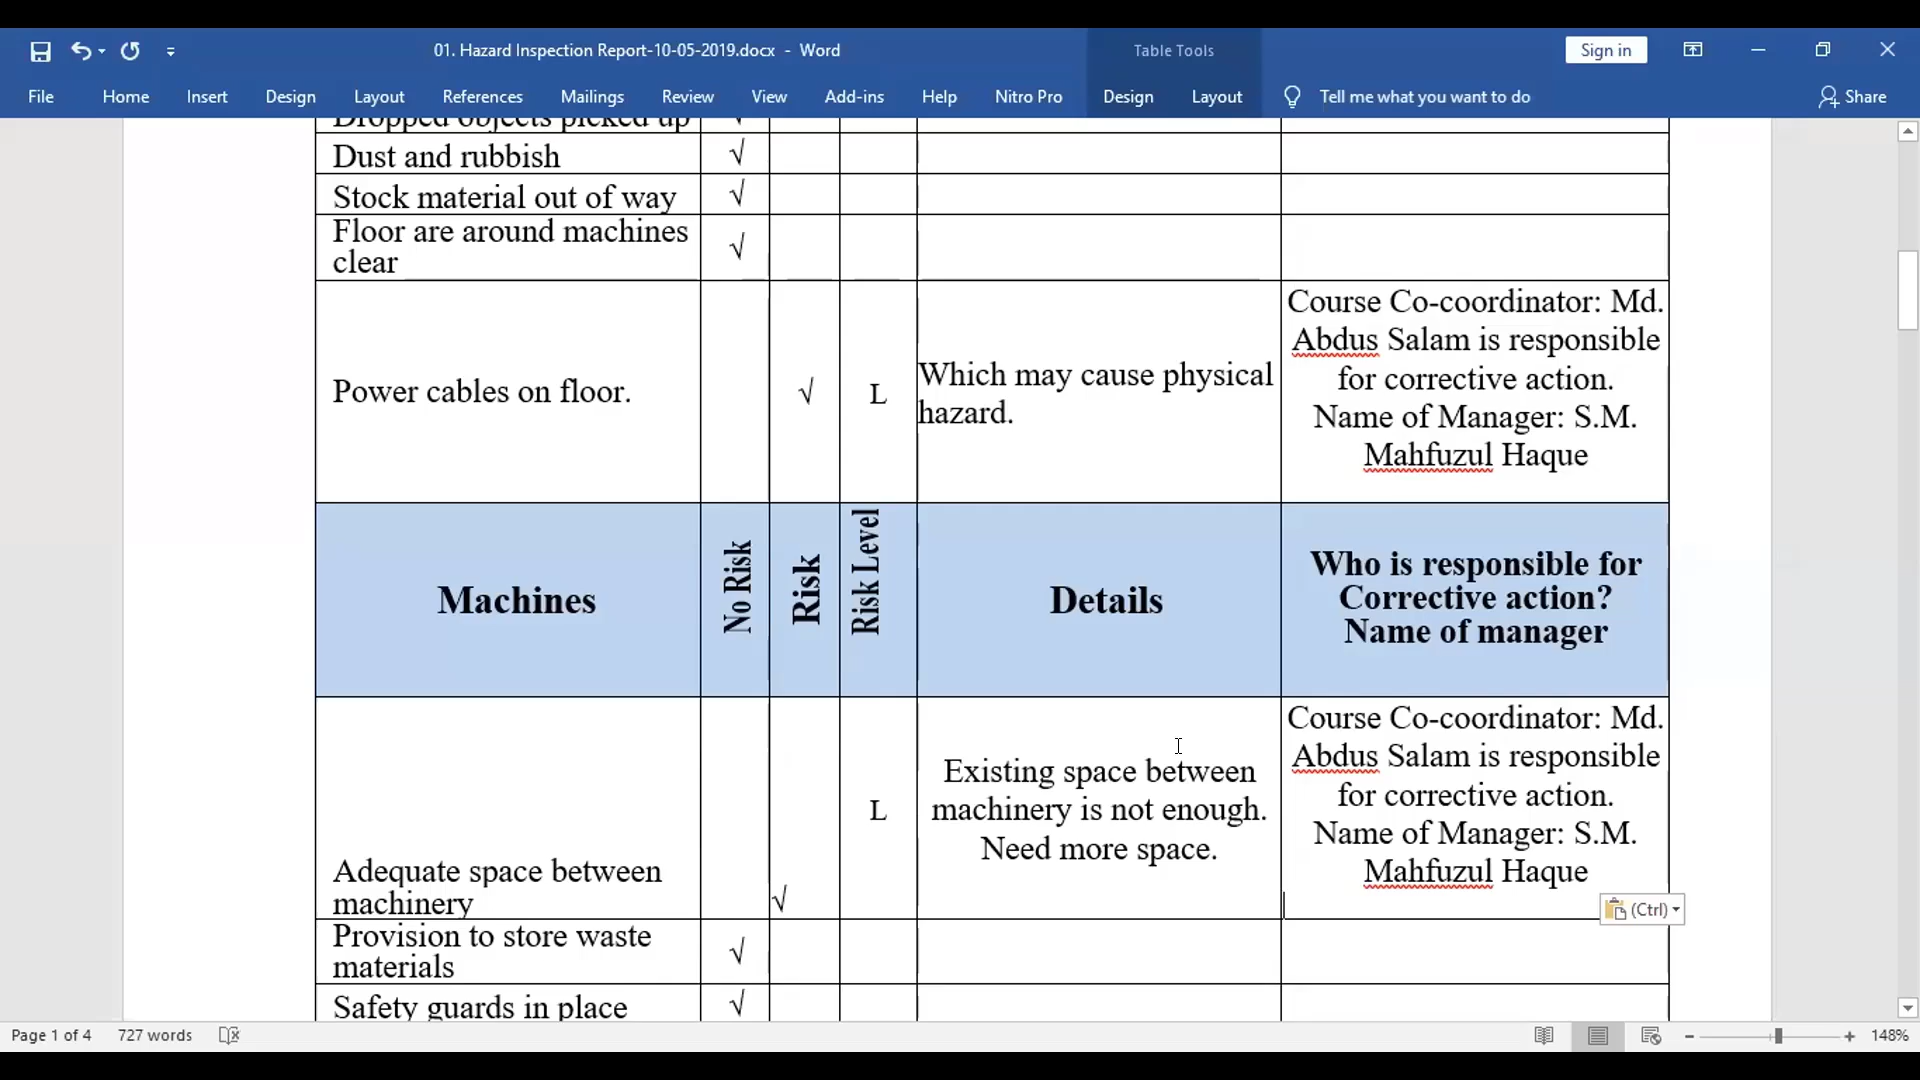 01. Hazard Inspection Report-10-05-2019.docx - Word
Table Tools
Sign in
File Home Insert Design Layout References Mailings Review View Add-ins Help Nitro Pro Design Layout Tell me what you want to do Share
Dropped objects picked up √
Dust and rubbish √
Stock material out of way √
Floor are around machines
clear
√
Power cables on floor.
√
L
Which may cause physical
hazard.
Course Co-coordinator: Md.
Abdus Salam is responsible
for corrective action.
Name of Manager: S.M.
Mahfuzul Haque
Machines
No Risk
Risk
Risk Level
Details
Who is responsible for
Corrective action?
Name of manager
Adequate space between
machinery
√
L
Existing space between
machinery is not enough.
Need more space.
Course Co-coordinator: Md.
Abdus Salam is responsible
for corrective action.
Name of Manager: S.M.
Mahfuzul Haque
(Ctrl)
Provision to store waste
materials
√
Safety guards in place √
Page 1 of 4 727 words 148%